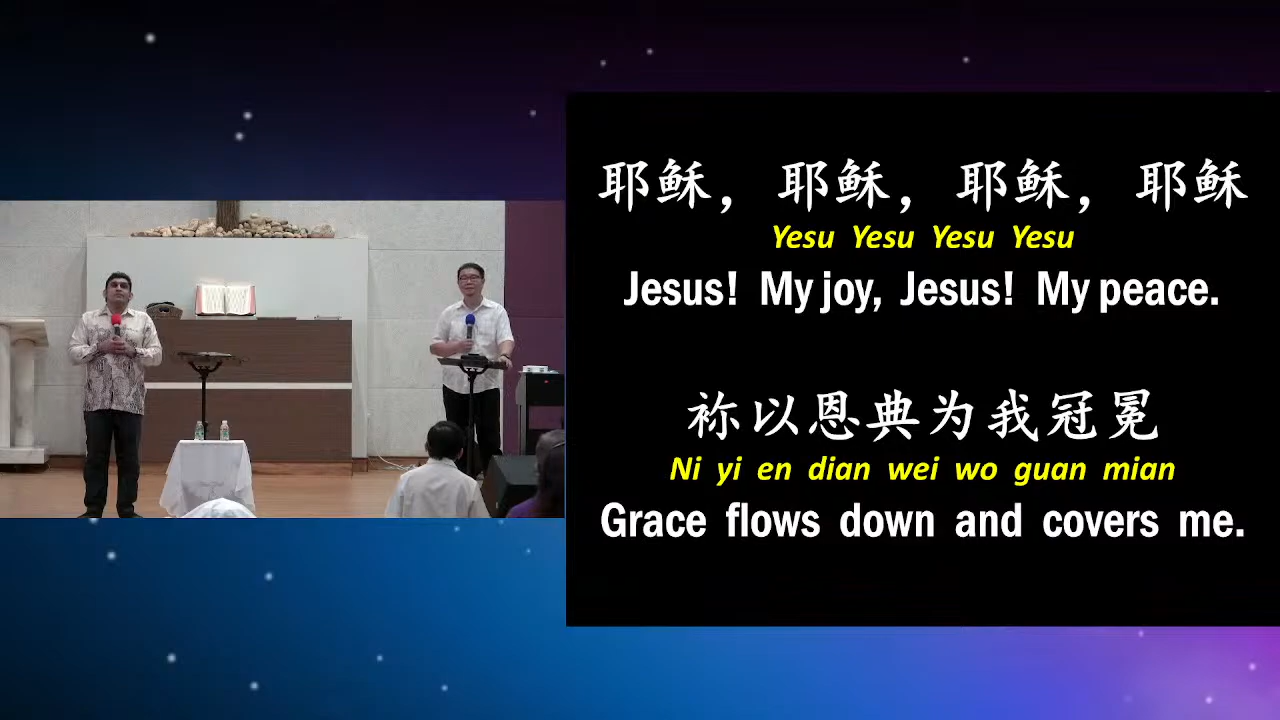 耶稣，耶稣，耶稣，耶稣
Yesu Yesu Yesu Yesu
Jesus! My joy, Jesus! My peace.
祢以恩典为我冠冕
Ni yi en dian wei wo guan mian
Grace flows down and covers me.